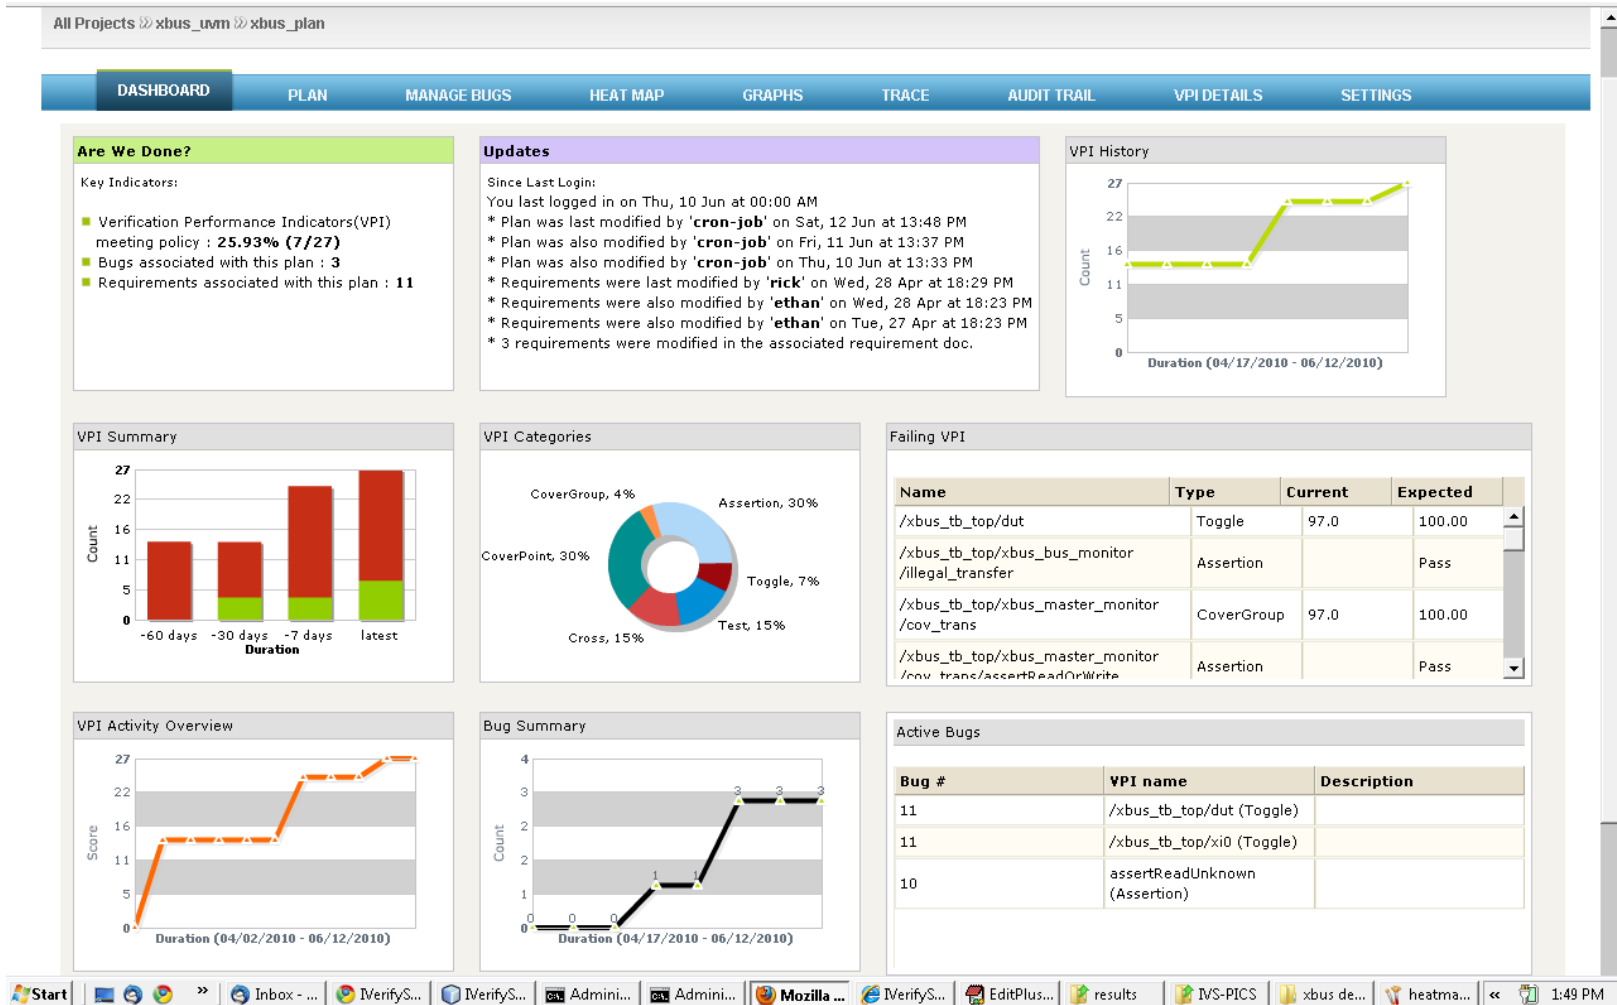 All Projects » xbus_uvm » xbus_plan
DASHBOARD PLAN MANAGE BUGS HEAT MAP GRAPHS TRACE AUDIT TRAIL VPI DETAILS SETTINGS
Are We Done?
Key Indicators:
Verification Performance Indicators(VPI)
meeting policy : 25.93% (7/27)
Bugs associated with this plan : 3
Requirements associated with this plan : 11
Updates
Since Last Login:
You last logged in on Thu, 10 Jun at 00:00 AM
* Plan was last modified by 'cron-job' on Sat, 12 Jun at 13:48 PM
* Plan was also modified by 'cron-job' on Fri, 11 Jun at 13:37 PM
* Plan was also modified by 'cron-job' on Thu, 10 Jun at 13:33 PM
* Requirements were last modified by 'rick' on Wed, 28 Apr at 18:29 PM
* Requirements were also modified by 'ethan' on Wed, 28 Apr at 18:23 PM
* Requirements were also modified by 'ethan' on Tue, 27 Apr at 18:23 PM
* 3 requirements were modified in the associated requirement doc.
VPI History
27
22
16
11
5
0
Count
Duration (04/17/2010 - 06/12/2010)
VPI Summary
27
22
16
11
5
0
Count
-60 days -30 days -7 days latest
Duration
VPI Categories
CoverGroup, 4%
Assertion, 30%
CoverPoint, 30%
Toggle, 7%
Test, 15%
Cross, 15%
Failing VPI
Name Type Current Expected
/xbus_tb_top/dut Toggle 97.0 100.00
/xbus_tb_top/xbus_bus_monitor
/illegal_transfer Assertion Pass
/xbus_tb_top/xbus_master_monitor
/cov_trans CoverGroup 97.0 100.00
/xbus_tb_top/xbus_master_monitor
/cov_trans/assertReadOrWrite Assertion Pass
VPI Activity Overview
27
22
16
11
5
0
Score
Duration (04/02/2010 - 06/12/2010)
Bug Summary
4
3
2
2
1
0
Count
0 0 0 1 1 3 3 3
Duration (04/17/2010 - 06/12/2010)
Active Bugs
Bug # VPI name Description
11 /xbus_tb_top/dut (Toggle)
11 /xbus_tb_top/xi0 (Toggle)
10 assertReadUnknown
(Assertion)
Start » Inbox - ... IVerifyS... IVerifyS... Admini... Admini... Mozilla ... IVerifyS... EditPlus... results IVS-PICS xbus de... heatma... « 1:49 PM